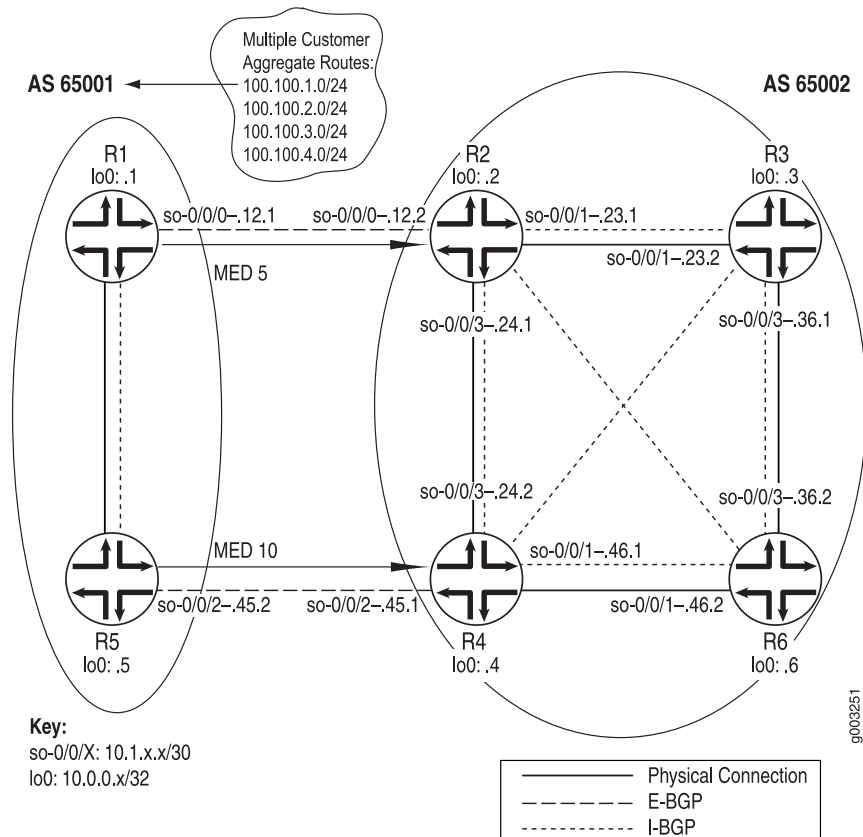 Multiple Customer
Aggregate Routes:
100.100.1.0/24
100.100.2.0/24
100.100.3.0/24
100.100.4.0/24
AS 65001
AS 65002
R1
lo0: .1
R2
lo0: .2
R3
lo0: .3
so-0/0/0–.12.1
so-0/0/0–.12.2
so-0/0/1–.23.1
MED 5
so-0/0/1–.23.2
so-0/0/3–.24.1
so-0/0/3–.36.1
so-0/0/3–.24.2
so-0/0/3–.36.2
MED 10
so-0/0/1–.46.1
so-0/0/2–.45.2
so-0/0/2–.45.1
so-0/0/1–.46.2
R5
lo0: .5
R4
lo0: .4
R6
lo0: .6
Key:
so-0/0/X: 10.1.x.x/30
lo0: 10.0.0.x/32
g003251
Physical Connection
E-BGP
I-BGP